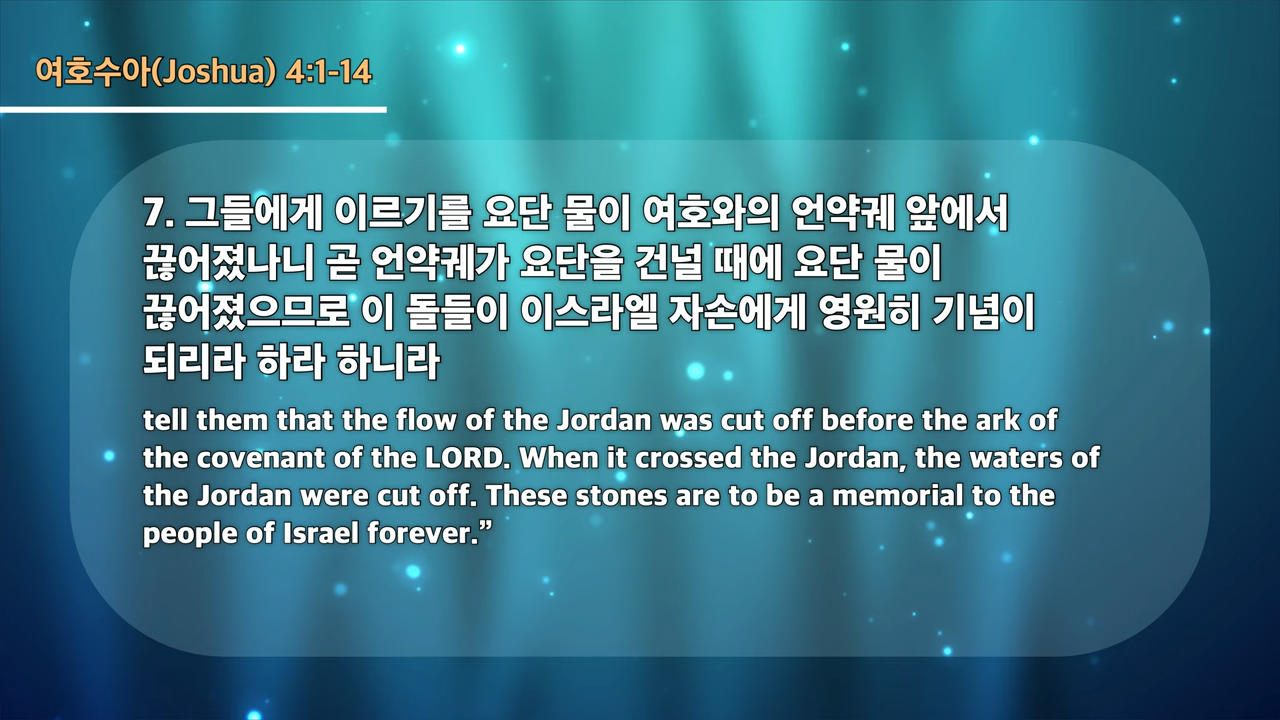 여호수아(Joshua) 4:1-14
7. 그들에게 이르기를 요단 물이 여호와의 언약궤 앞에서
끊어졌나니 곧 언약궤가 요단을 건널 때에 요단 물이
끊어졌으므로 이 돌들이 이스라엘 자손에게 영원히 기념이
되리라 하라 하니라
tell them that the flow of the Jordan was cut off before the ark of
the covenant of the LORD. When it crossed the Jordan, the waters of
the Jordan were cut off. These stones are to be a memorial to the
people of Israel forever.”